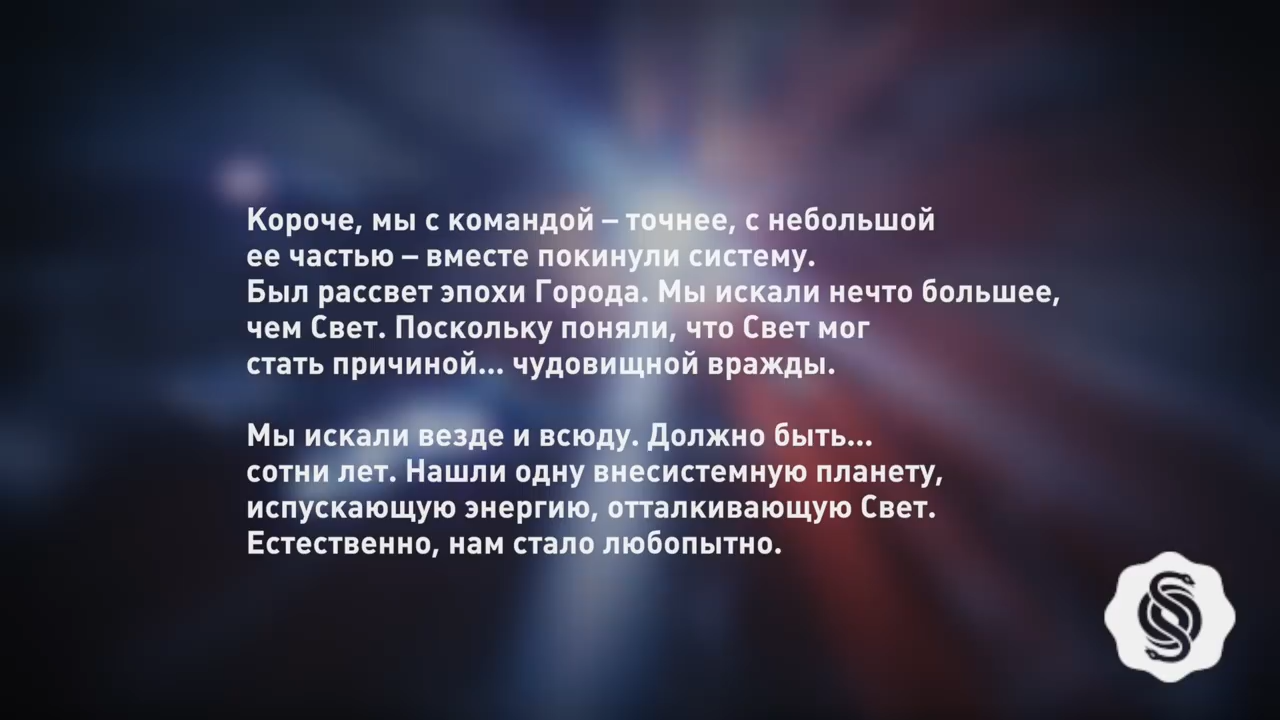 Короче, мы с командой – точнее, с небольшой
ее частью – вместе покинули систему.
Был рассвет эпохи Города. Мы искали нечто большее,
чем Свет. Поскольку поняли, что Свет мог
стать причиной... чудовищной вражды.
Мы искали везде и всюду. Должно быть...
сотни лет. Нашли одну внесистемную планету,
испускающую энергию, отталкивающую Свет.
Естественно, нам стало любопытно.